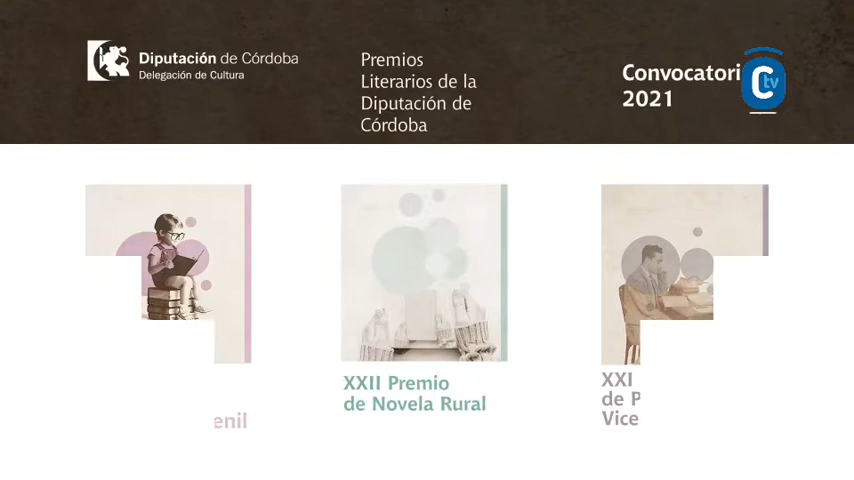 Diputación de Córdoba
Delegación de Cultura
Premios
Literarios de la
Diputación de
Córdoba
Convocatori
2021
C tv
enil
XXII Premio
de Novela Rural
XXI
de P
Vice